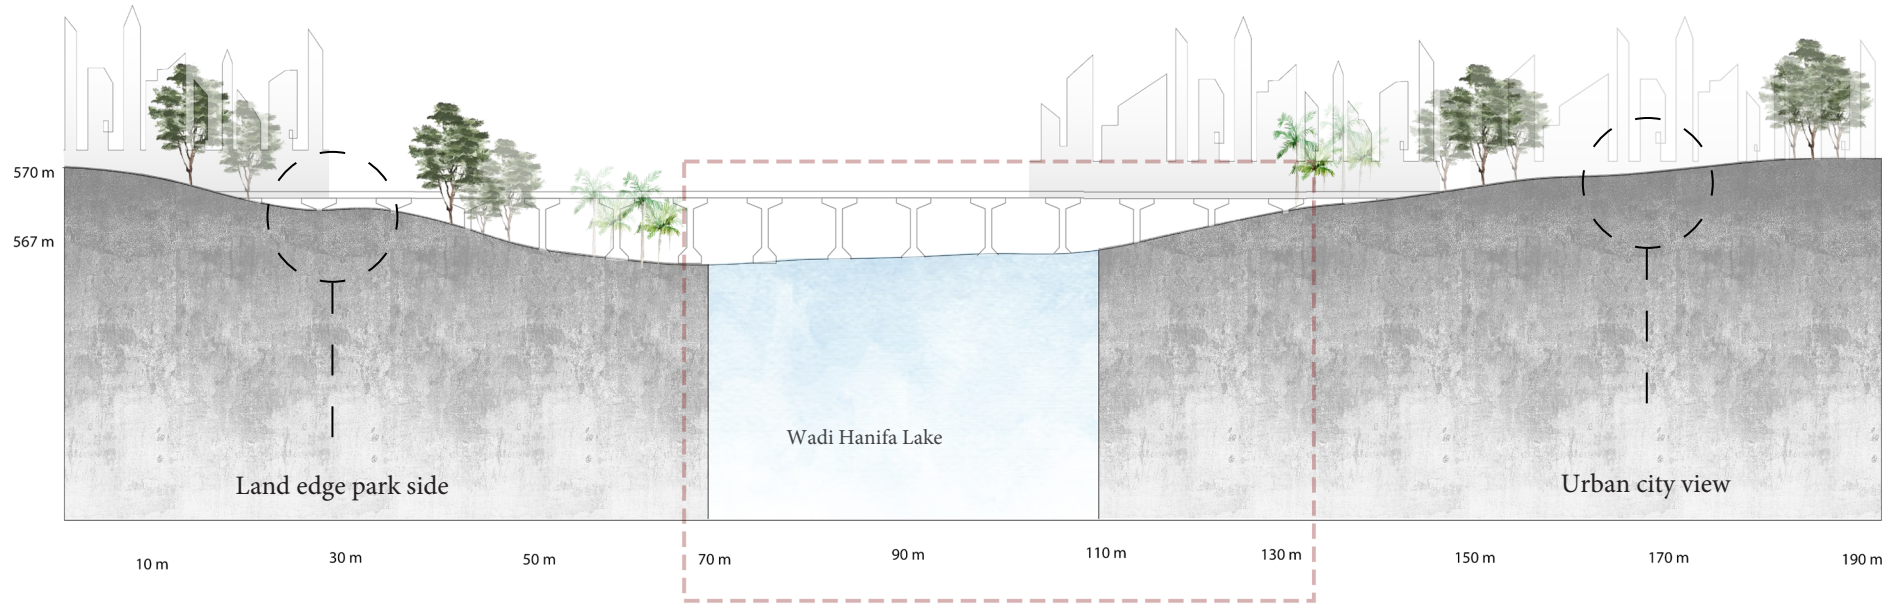 570 m
567 m
Wadi Hanifa Lake
Land edge park side
Urban city view
10 m
30 m
50 m
70 m
90 m
110 m
130 m
150 m
170 m
190 m